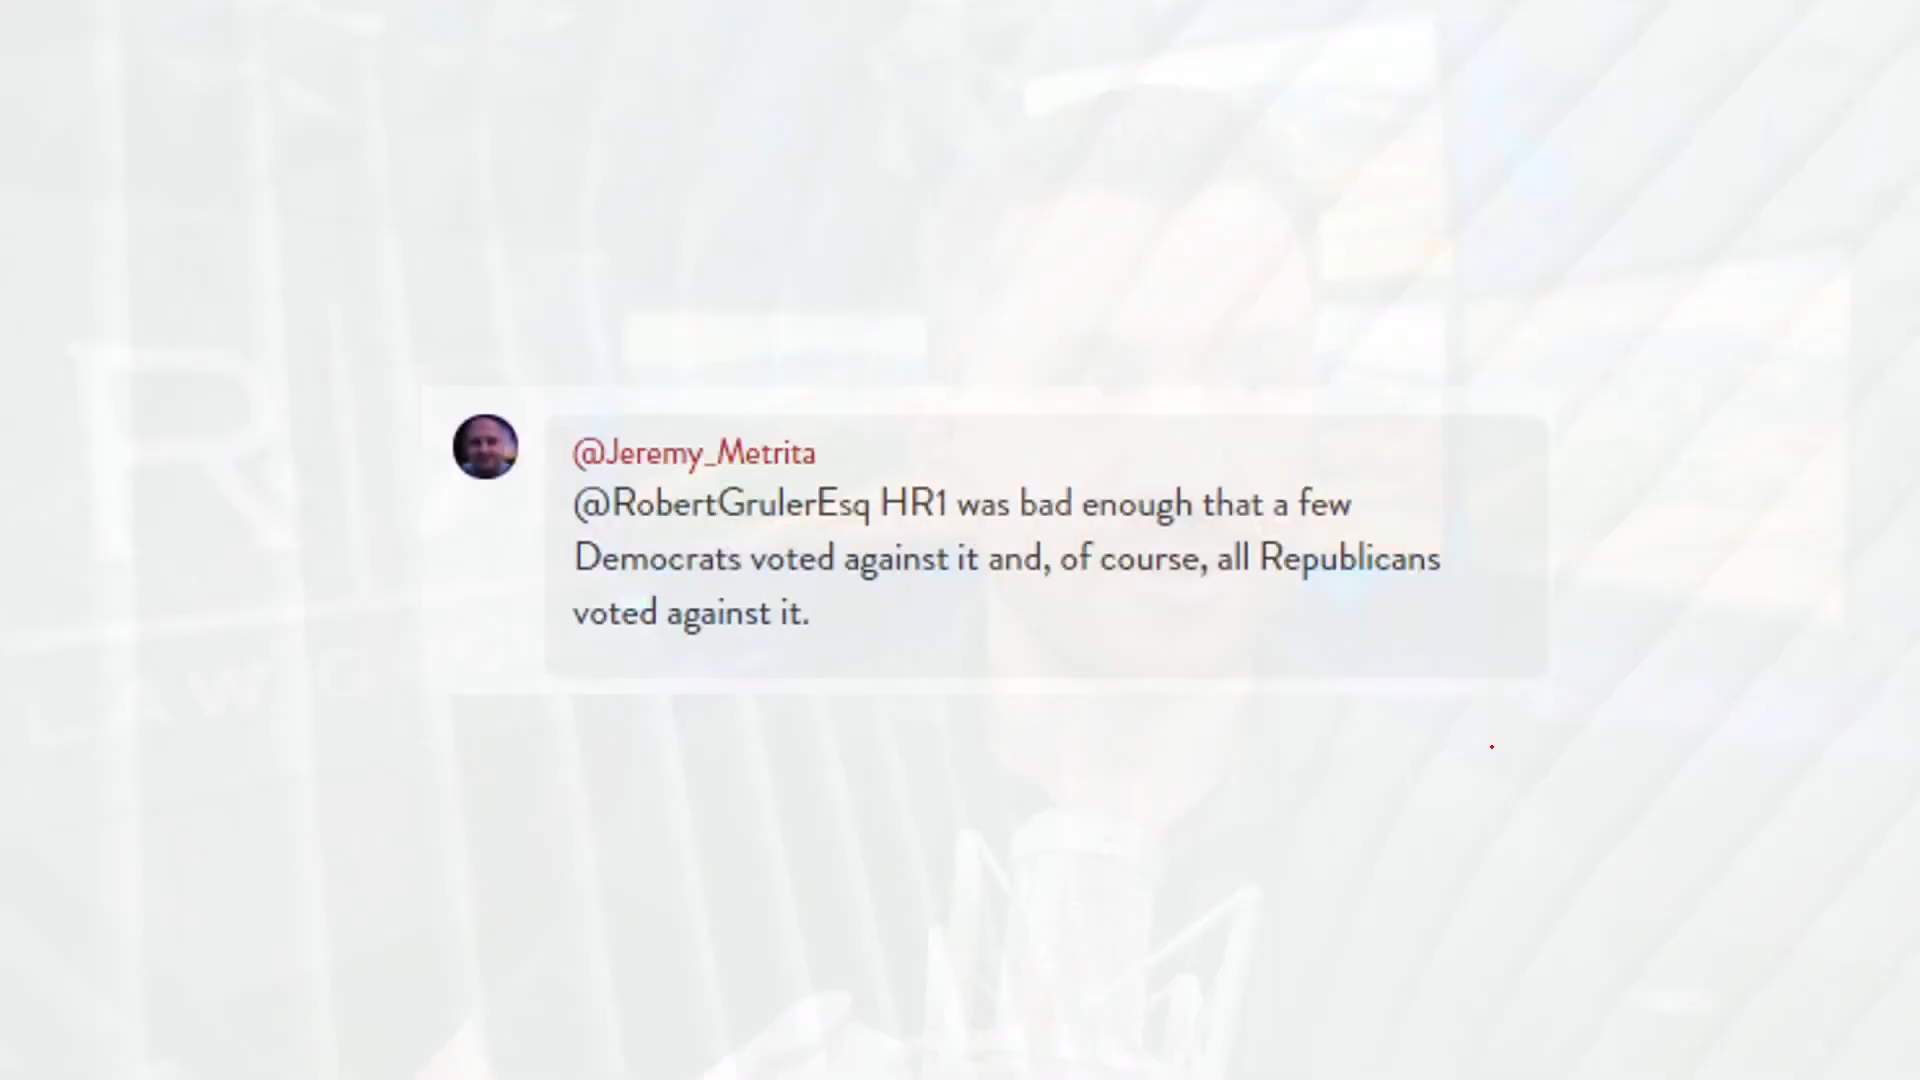 @Jeremy_Metrita
@RobertGrulerEsq HR1 was bad enough that a few
Democrats voted against it and, of course, all Republicans
voted against it.
R
LAW G